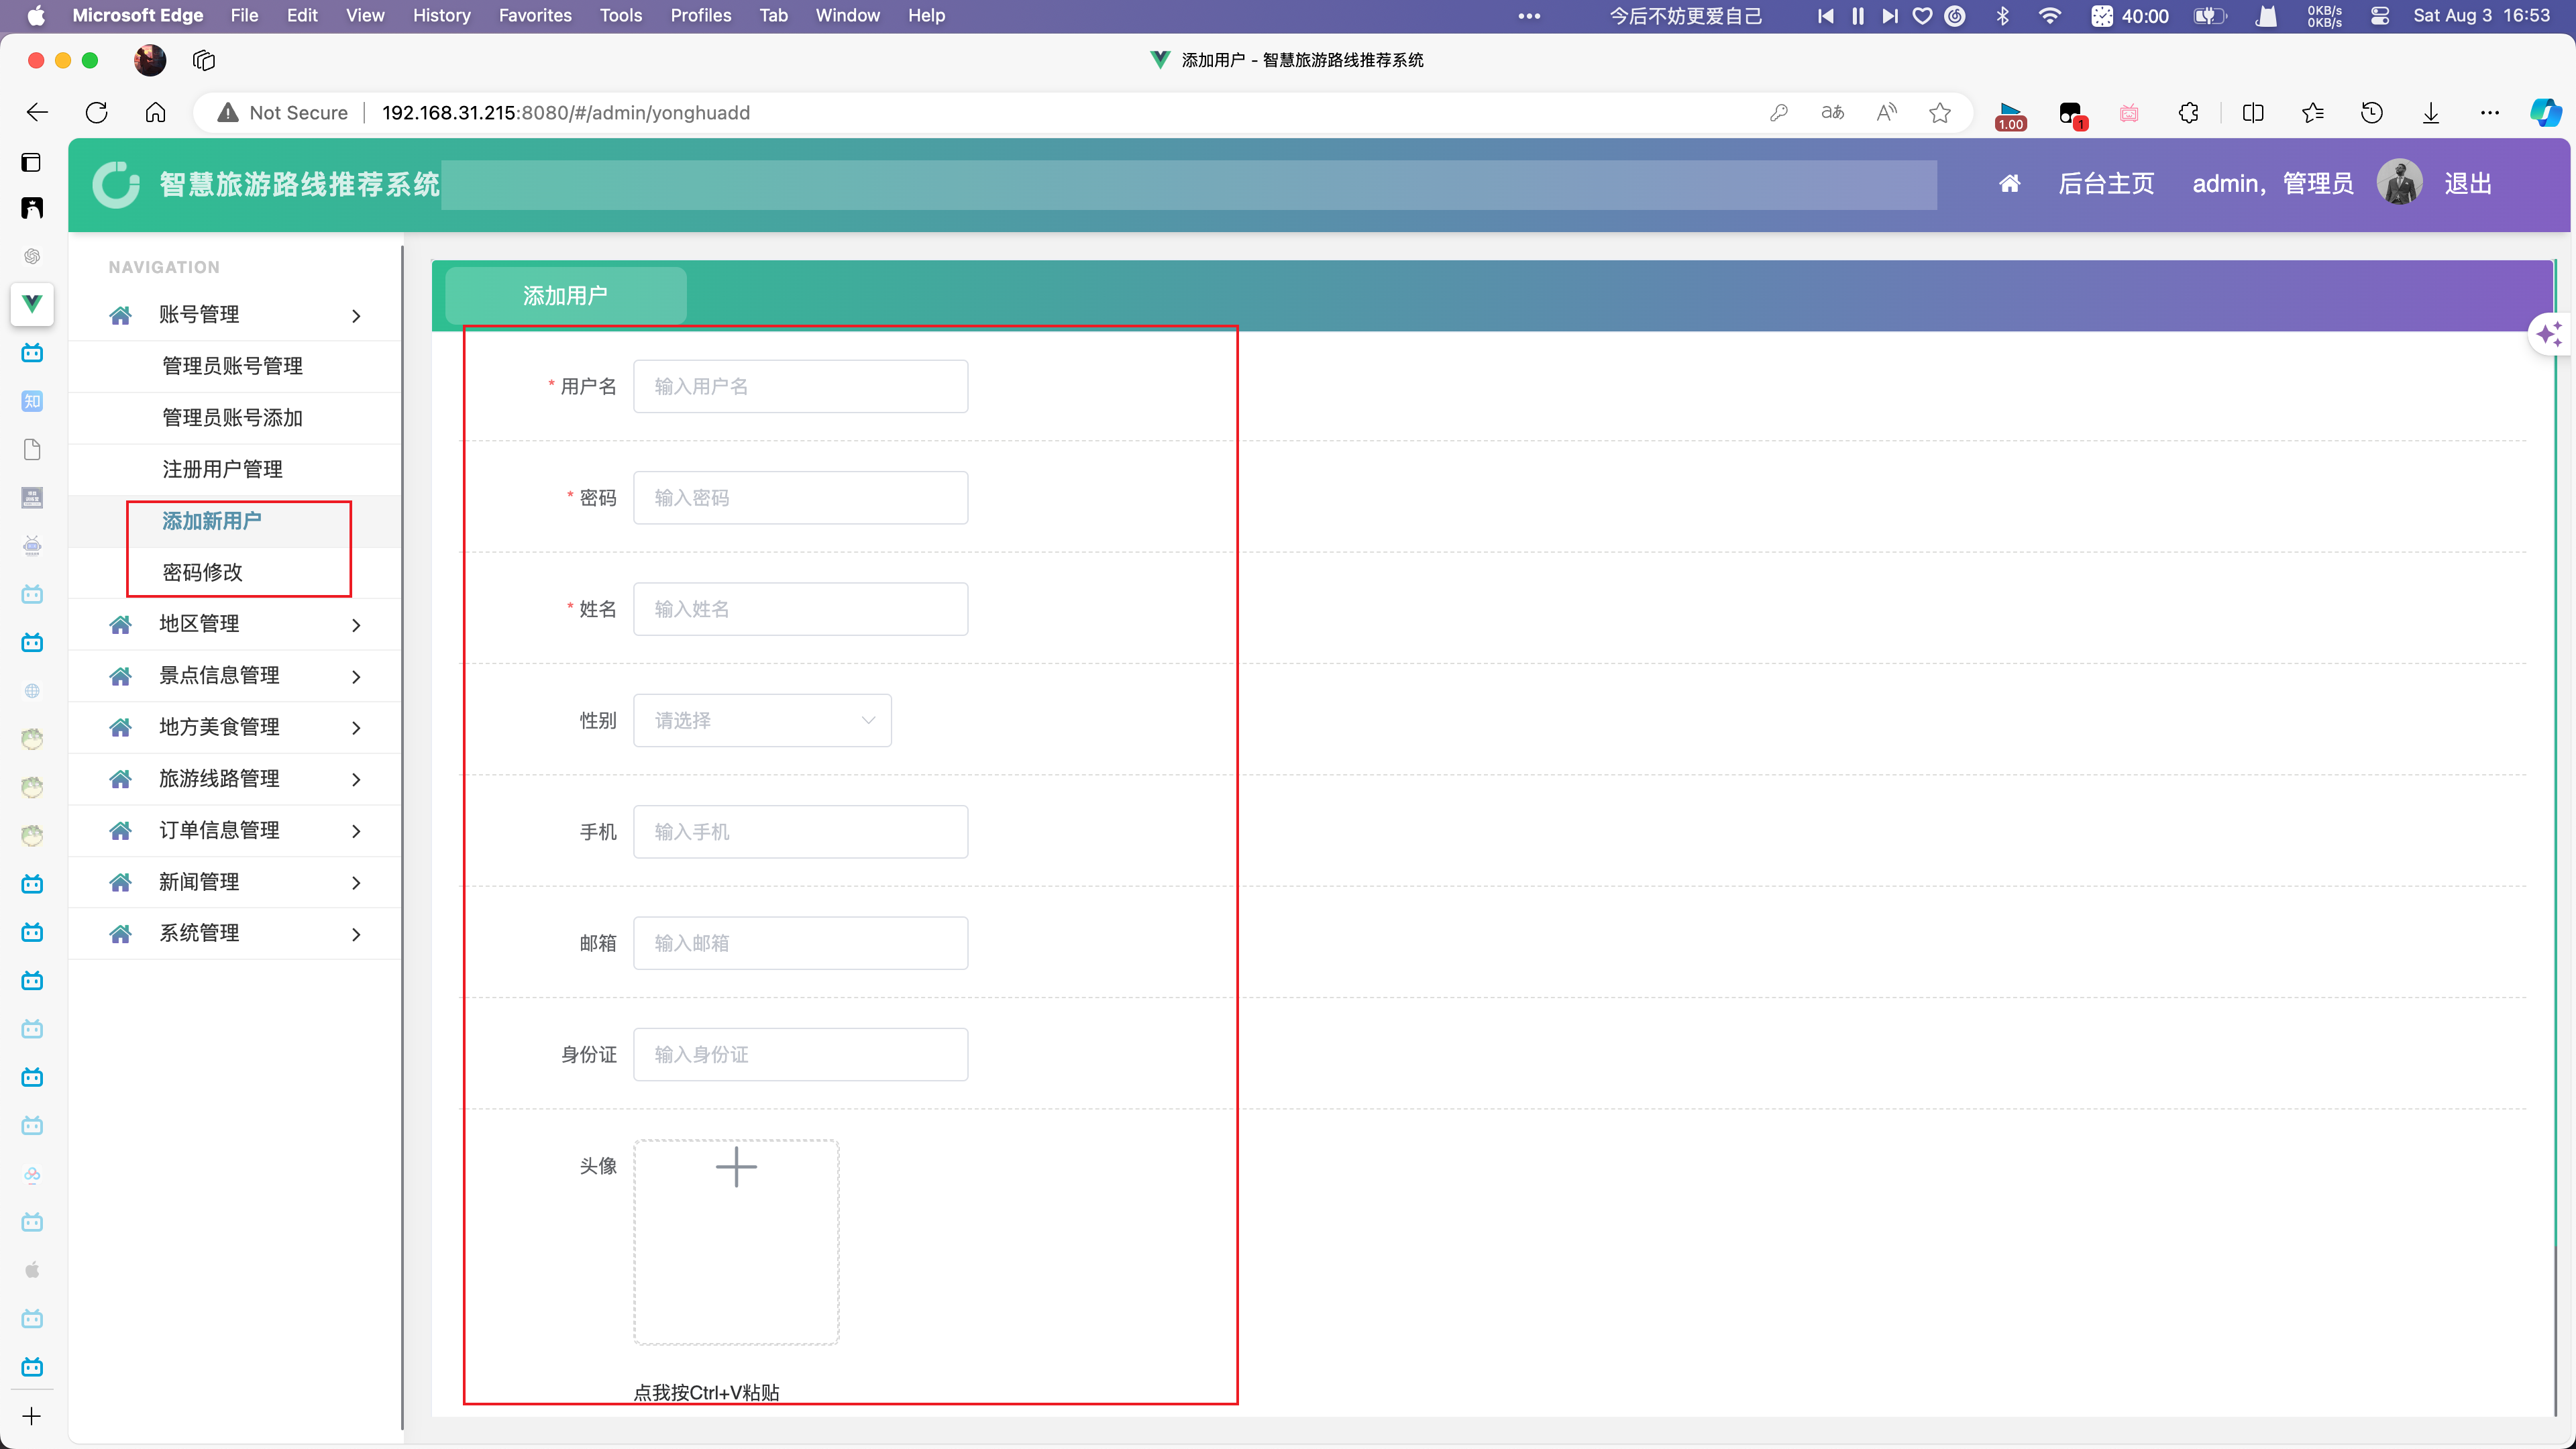 Microsoft Edge File Edit View History Favorites Tools Profiles Tab Window Help ••• 今后不妨更爱自己 40:00 0KB/s 0KB/s Sat Aug 3 16:53
添加用户 - 智慧旅游路线推荐系统
Not Secure 192.168.31.215:8080/#/admin/yonghuadd aあ A 1.00 1
智慧旅游路线推荐系统 后台主页 admin, 管理员 退出
NAVIGATION
账号管理
管理员账号管理
管理员账号添加
注册用户管理
添加新用户
密码修改
地区管理
景点信息管理
地方美食管理
旅游线路管理
订单信息管理
新闻管理
系统管理
知
添加用户
* 用户名 输入用户名
* 密码 输入密码
* 姓名 输入姓名
性别 请选择
手机 输入手机
邮箱 输入邮箱
身份证 输入身份证
头像
点我按Ctrl+V粘贴